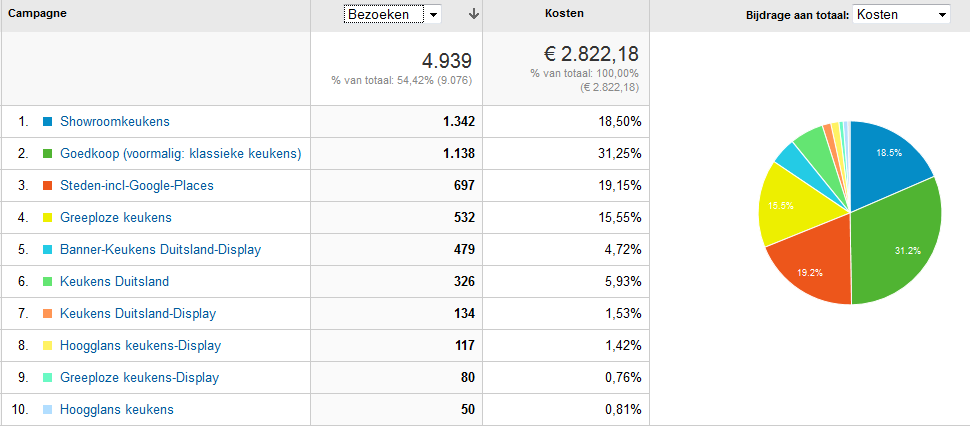 Campagne Bezoeken Kosten Bijdrage aan totaal: Kosten
4.939 € 2.822,18
% van totaal: 54,42% (9.076) % van totaal: 100,00%
(€ 2.822,18)
1. Showroomkeukens 1.342 18,50%
2. Goedkoop (voormalig: klassieke keukens) 1.138 31,25%
3. Steden-incl-Google-Places 697 19,15%
4. Greeploze keukens 532 15,55%
5. Banner-Keukens Duitsland-Display 479 4,72%
6. Keukens Duitsland 326 5,93%
7. Keukens Duitsland-Display 134 1,53%
8. Hoogglans keukens-Display 117 1,42%
9. Greeploze keukens-Display 80 0,76%
10. Hoogglans keukens 50 0,81%
18.5%
15.5%
31.2%
19.2%